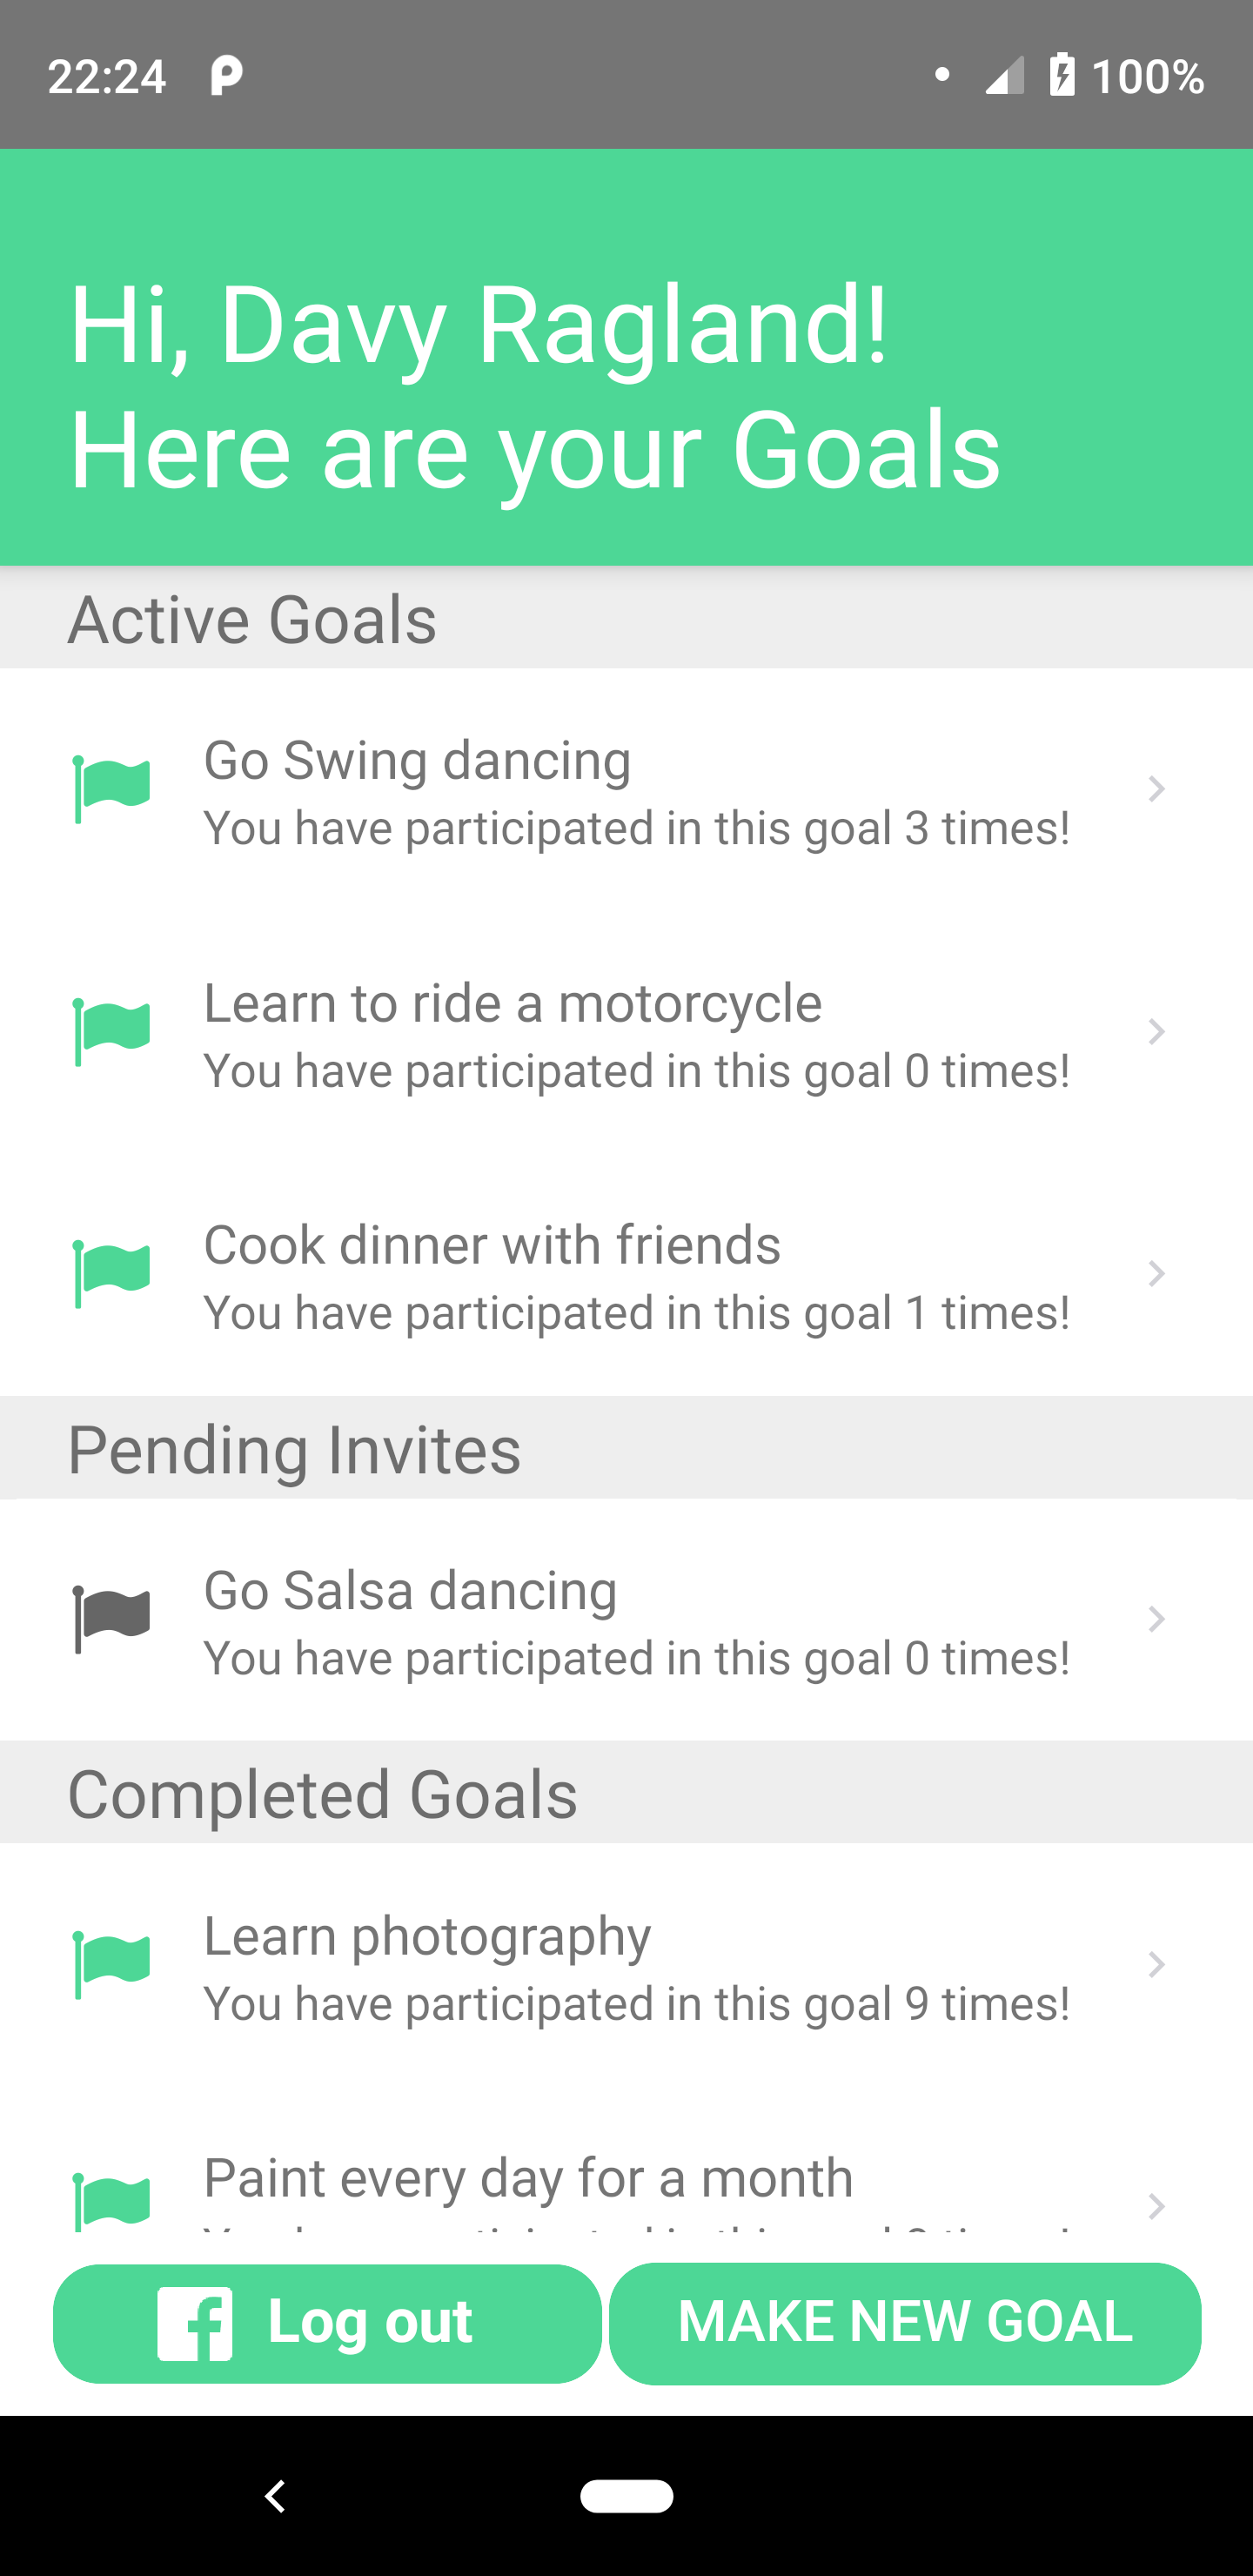 22:24
100%
Hi, Davy Ragland!
Here are your Goals
Active Goals
Go Swing dancing
You have participated in this goal 3 times!
Learn to ride a motorcycle
You have participated in this goal 0 times!
Cook dinner with friends
You have participated in this goal 1 times!
Pending Invites
Go Salsa dancing
You have participated in this goal 0 times!
Completed Goals
Learn photography
You have participated in this goal 9 times!
Paint every day for a month
Log out
MAKE NEW GOAL